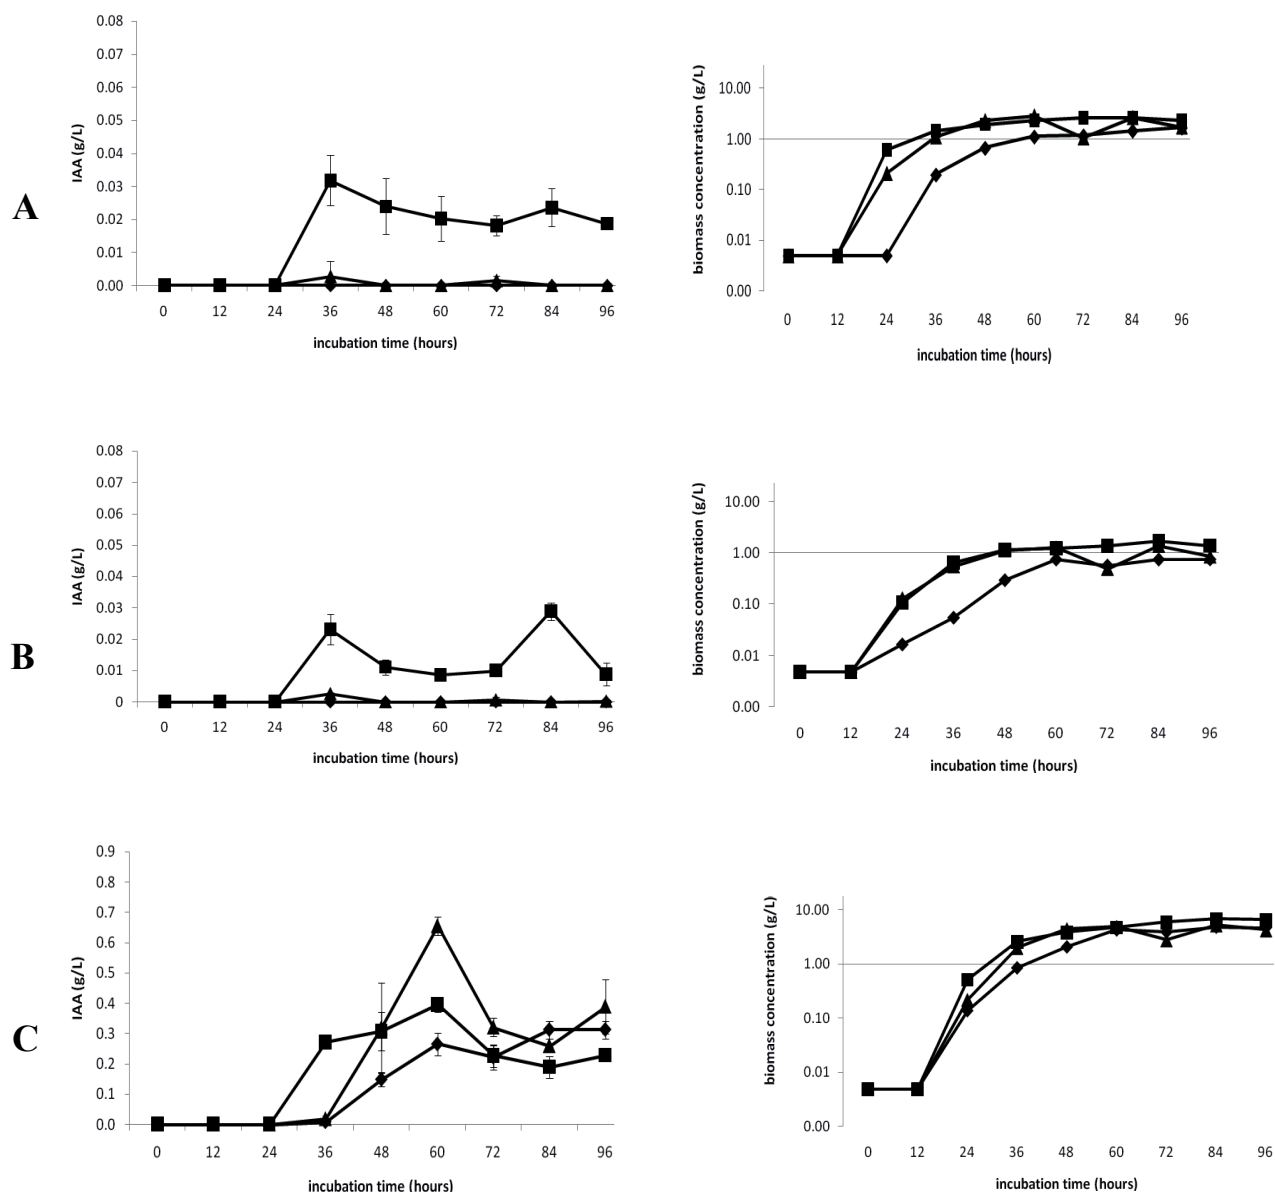 A
IAA (g/L)
0.08
0.07
0.06
0.05
0.04
0.03
0.02
0.01
0.00
0 12 24 36 48 60 72 84 96
incubation time (hours)
biomass concentration (g/L)
10.00
1.00
0.10
0.01
0.00
0 12 24 36 48 60 72 84 96
incubation time (hours)
B
IAA (g/L)
0.08
0.07
0.06
0.05
0.04
0.03
0.02
0.01
0
0 12 24 36 48 60 72 84 96
incubation time (hours)
biomass concentration (g/L)
10.00
1.00
0.10
0.01
0.00
0 12 24 36 48 60 72 84 96
incubation time (hours)
C
IAA (g/L)
0.9
0.8
0.7
0.6
0.5
0.4
0.3
0.2
0.1
0.0
0 12 24 36 48 60 72 84 96
incubation time (hours)
biomass concentration (g/L)
10.00
1.00
0.10
0.01
0.00
0 12 24 36 48 60 72 84 96
incubation time (hours)